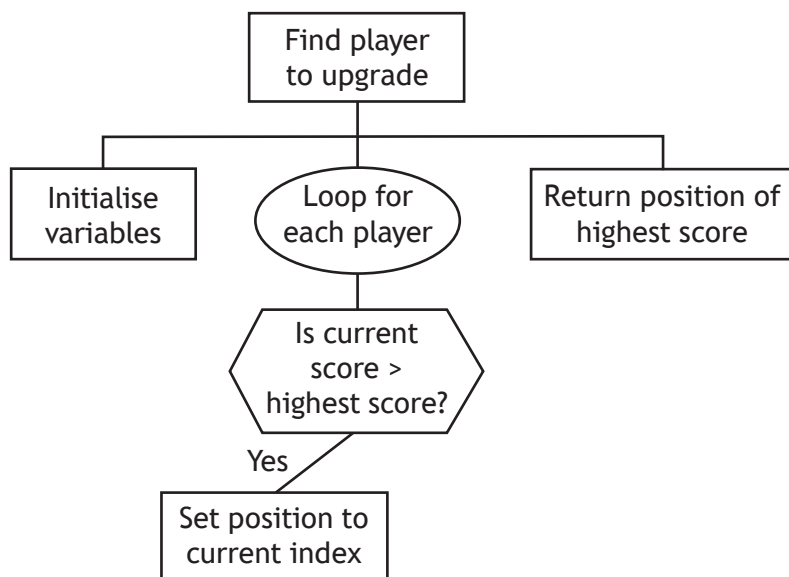 Find player
to upgrade
Initialise
variables
Loop for
each player
Return position of
highest score
Is current
score >
highest score?
Yes
Set position to
current index